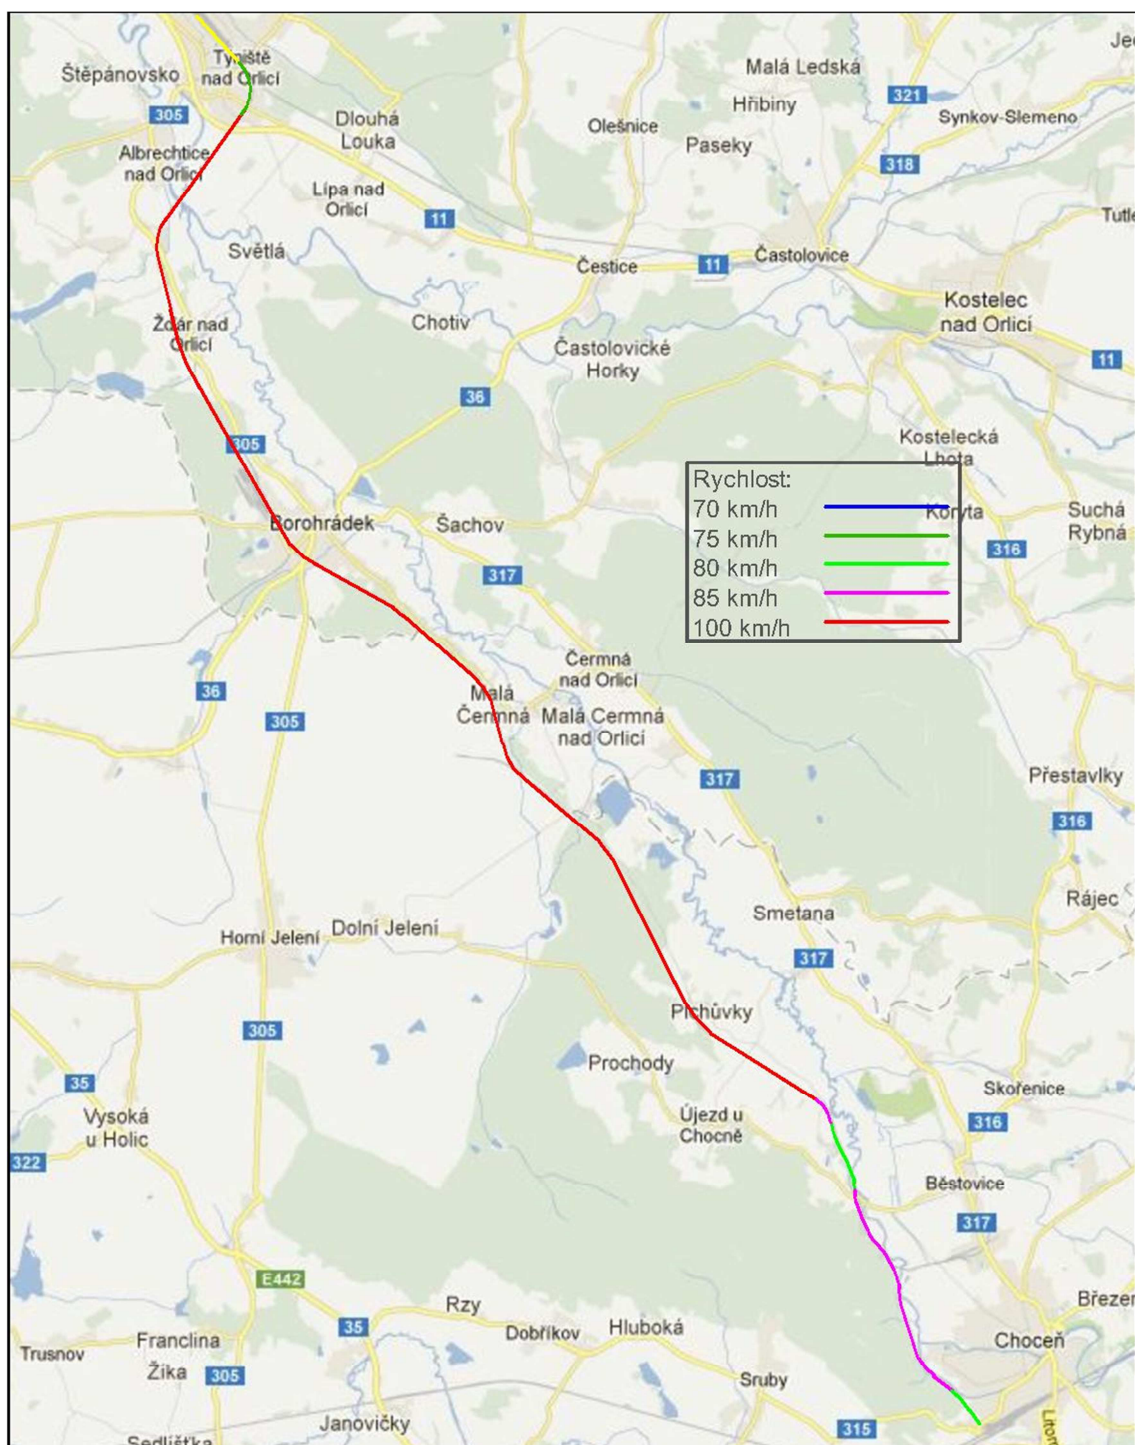 Týniště
nad Orlicí
Štěpánovsko
305
Dlouhá
Louka
Albrechtice
nad Orlicí
Lípa nad
Orlicí
11
Světlá
Olešnice
Malá Ledská
Hřibiny
Paseky
321
Synkov-Slemeno
318
Častolovice
Čestice
11
Kostelec
nad Orlicí
11
Žďár nad
Orlicí
Chotiv
Častolovické
Horky
36
305
Kostelecká
Lhota
Borohrádek
Šachov
317
Rychlost:
70 km/h
75 km/h
80 km/h
85 km/h
100 km/h
Koryta
Suchá
Rybná
316
36
305
Malá
Čermná
Čermná
nad Orlicí
Malá Čermná
nad Orlicí
317
Přestavlky
316
Rájec
Smetana
317
Horní Jelení
Dolní Jelení
305
Plchůvky
Prochody
Újezd u
Chocně
35
Vysoká
u Holic
322
Skořenice
316
Běstovice
317
E442
35
Franclina
Žika
Trusnov
305
Rzy
Dobříkov
Hluboká
Sruby
Janovičky
Choceň
315